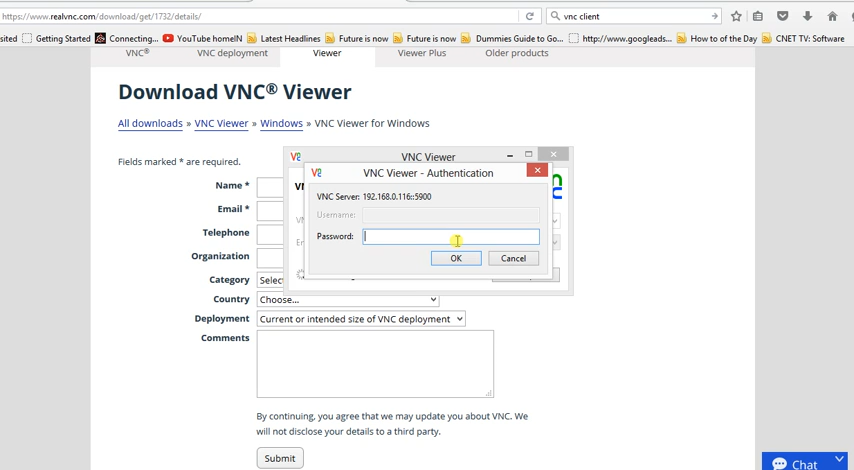 https://www.realvnc.com/download/get/1732/details/
vnc client
sited Getting Started Connecting... YouTube homeIN Latest Headlines Future is now Future is now Dummies Guide to Go... http://www.googleads... How to of the Day CNET TV: Software
VNC® VNC deployment Viewer Viewer Plus Older products
Download VNC® Viewer
All downloads » VNC Viewer » Windows » VNC Viewer for Windows
Fields marked * are required.
VNC Viewer
VNC Viewer - Authentication
VNC Server: 192.168.0.116::5900
Username:
Password:
OK Cancel
Name *
Email *
Telephone
Organization
Category Selec
Country Choose...
Deployment Current or intended size of VNC deployment
Comments
By continuing, you agree that we may update you about VNC. We
will not disclose your details to a third party.
Submit
Chat